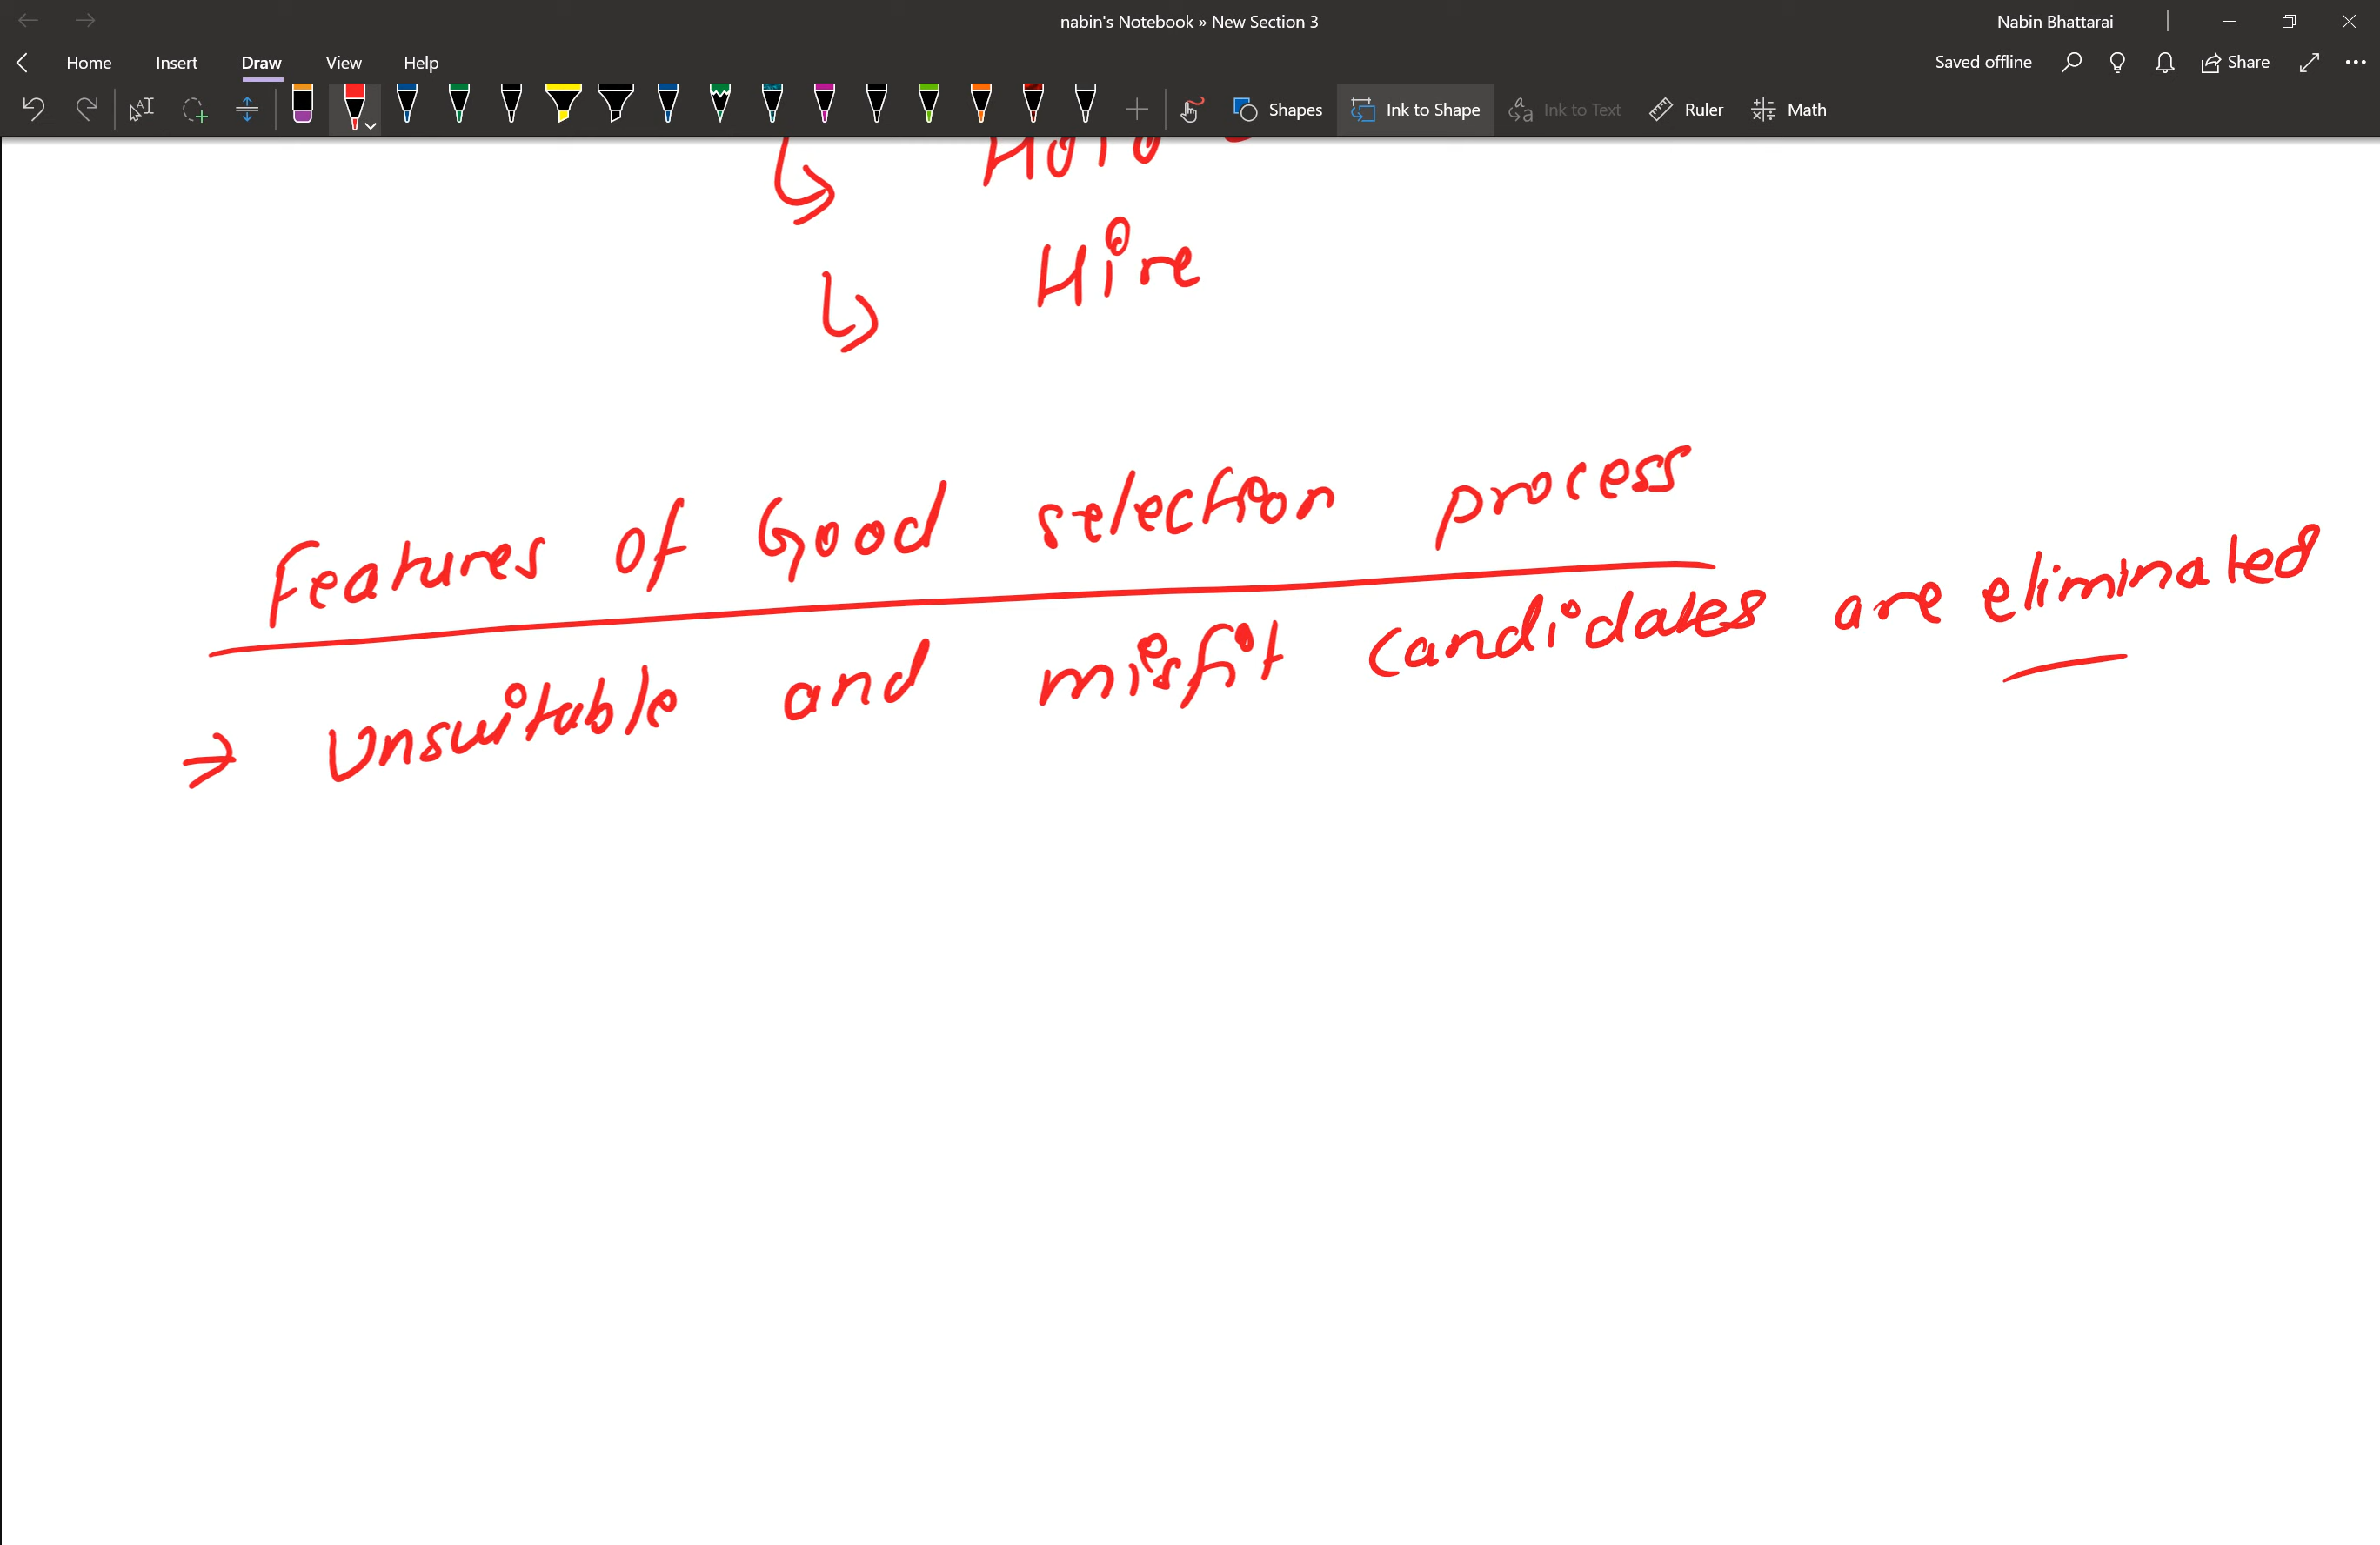 nabin's Notebook » New Section 3
Nabin Bhattarai
Home Insert Draw View Help
Saved offline
Share
Shapes
Ink to Shape
Ink to Text
Ruler
Math
Hire
Features of Good selection process
⇒ Unsuitable and misfit candidates are eliminated